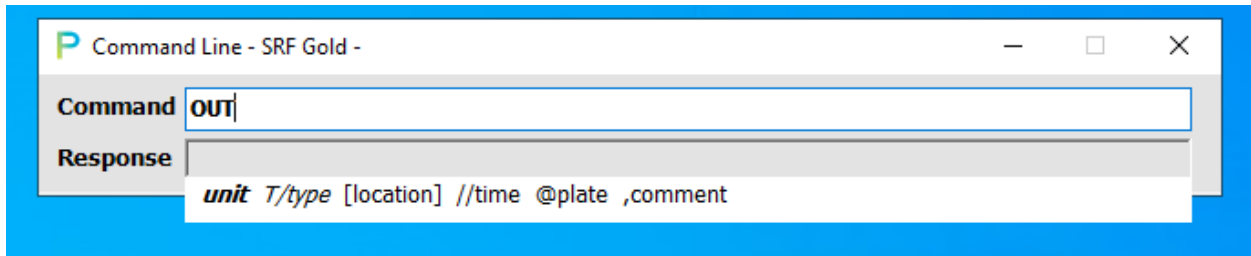 Command Line - SRF Gold -
Command OUT
Response
unit T/type [location] //time @plate ,comment